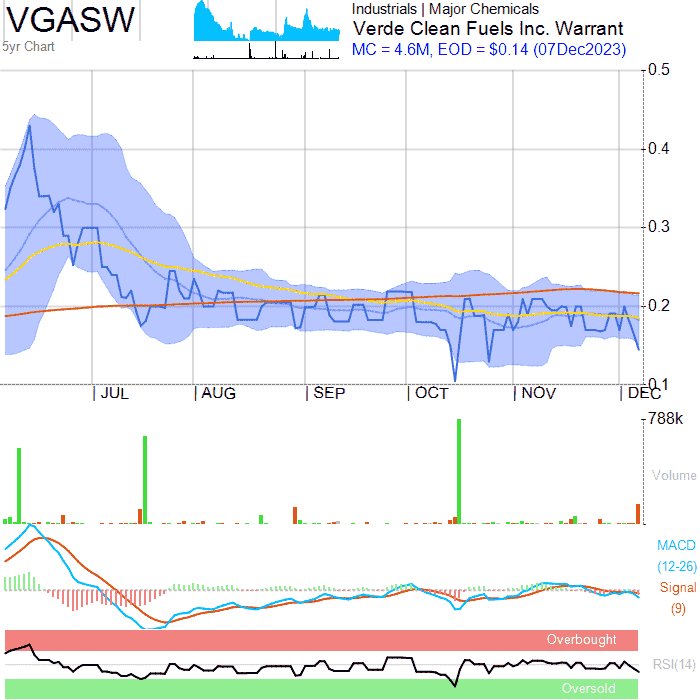 VGASW
5yr Chart
Industrials | Major Chemicals
Verde Clean Fuels Inc. Warrant
MC = 4.6M, EOD = $0.14 (07Dec2023)
0.5
0.4
0.3
0.2
0.1
JUL AUG SEP OCT NOV DEC
788k
Volume
MACD
(12-26)
Signal
(9)
Overbought
RSI(14)
Oversold